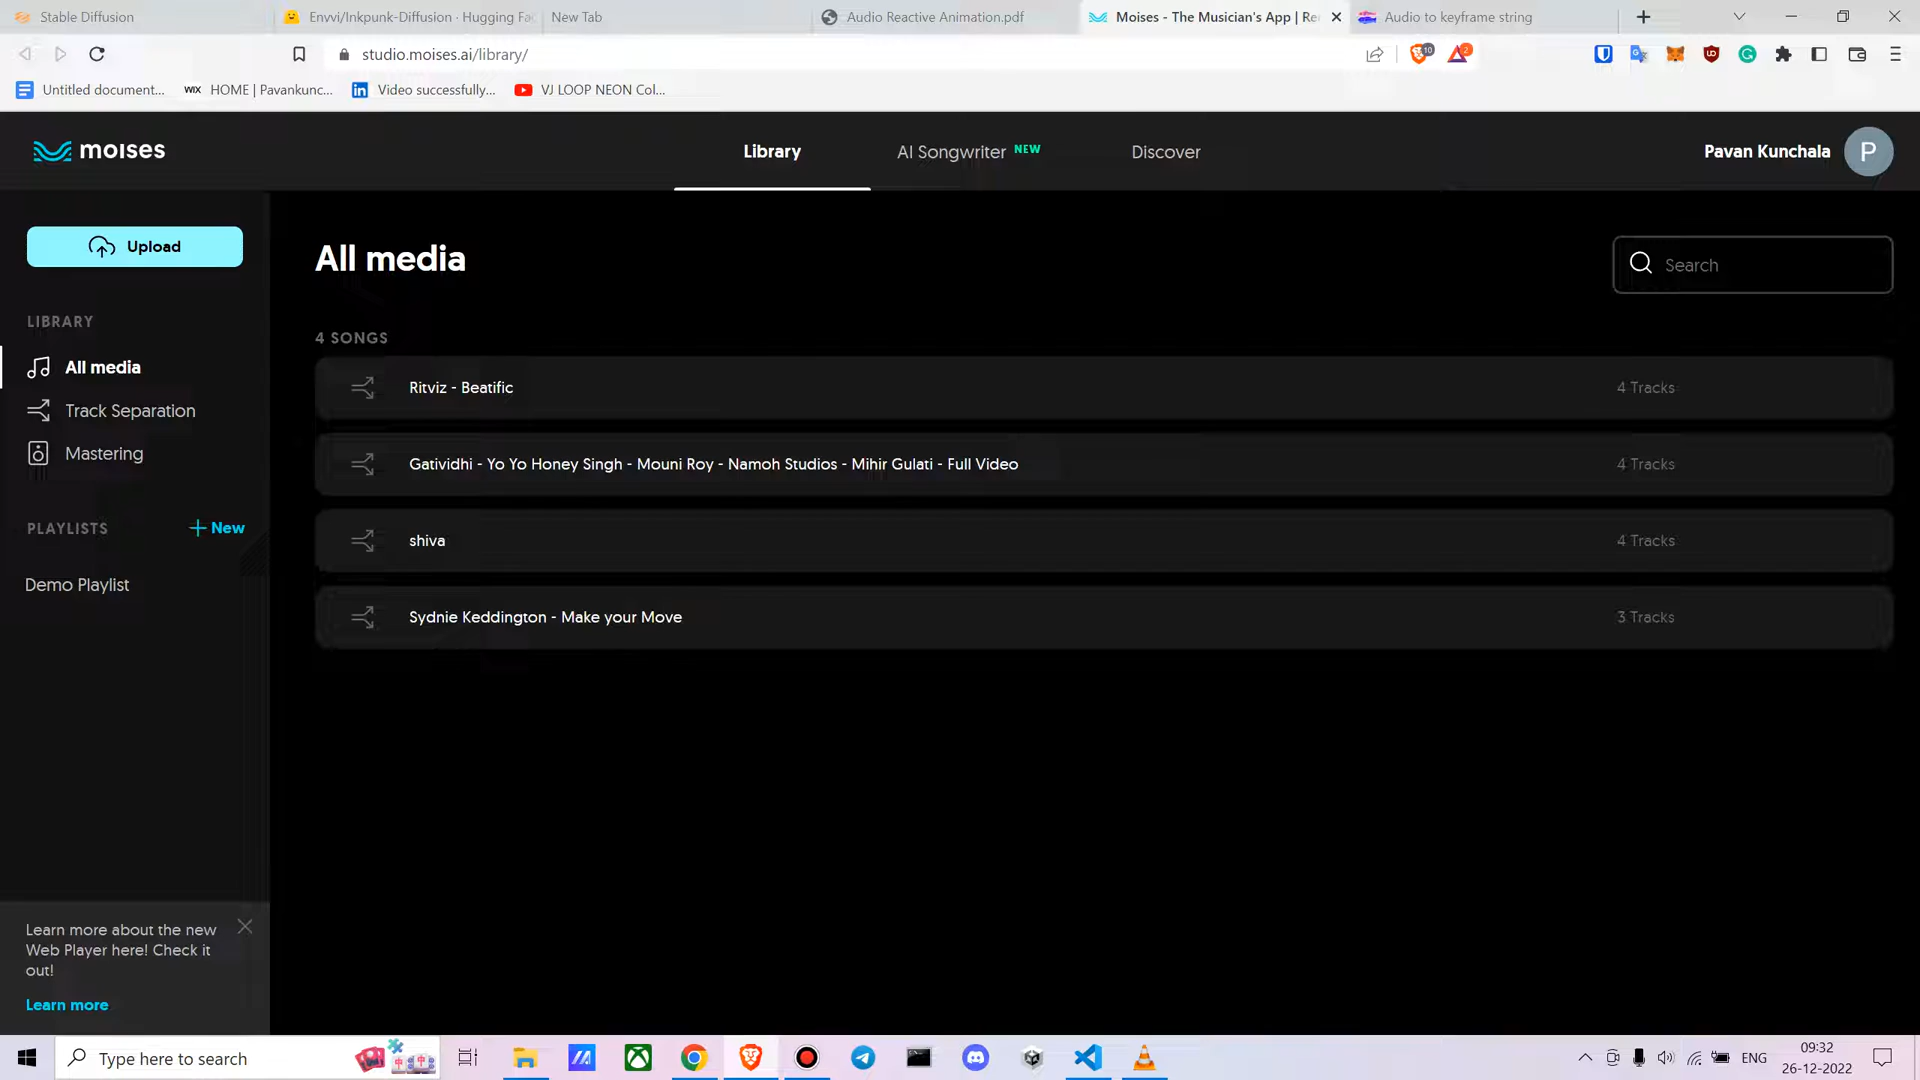 Stable Diffusion
Envvi/Inkpunk-Diffusion · Hugging Fac
New Tab
Audio Reactive Animation.pdf
Moises - The Musician's App | Re
Audio to keyframe string
studio.moises.ai/library/
10
2
Untitled document...
WIX HOME | Pavankunc...
Video successfully...
VJ LOOP NEON Col...
moises
Library
AI Songwriter NEW
Discover
Pavan Kunchala
P
Upload
All media
Search
LIBRARY
All media
Track Separation
Mastering
PLAYLISTS
+ New
Demo Playlist
4 SONGS
Ritviz - Beatific
4 Tracks
Gatividhi - Yo Yo Honey Singh - Mouni Roy - Namoh Studios - Mihir Gulati - Full Video
4 Tracks
shiva
4 Tracks
Sydnie Keddington - Make your Move
3 Tracks
Learn more about the new
Web Player here! Check it
out!
Learn more
Type here to search
ENG
09:32
26-12-2022